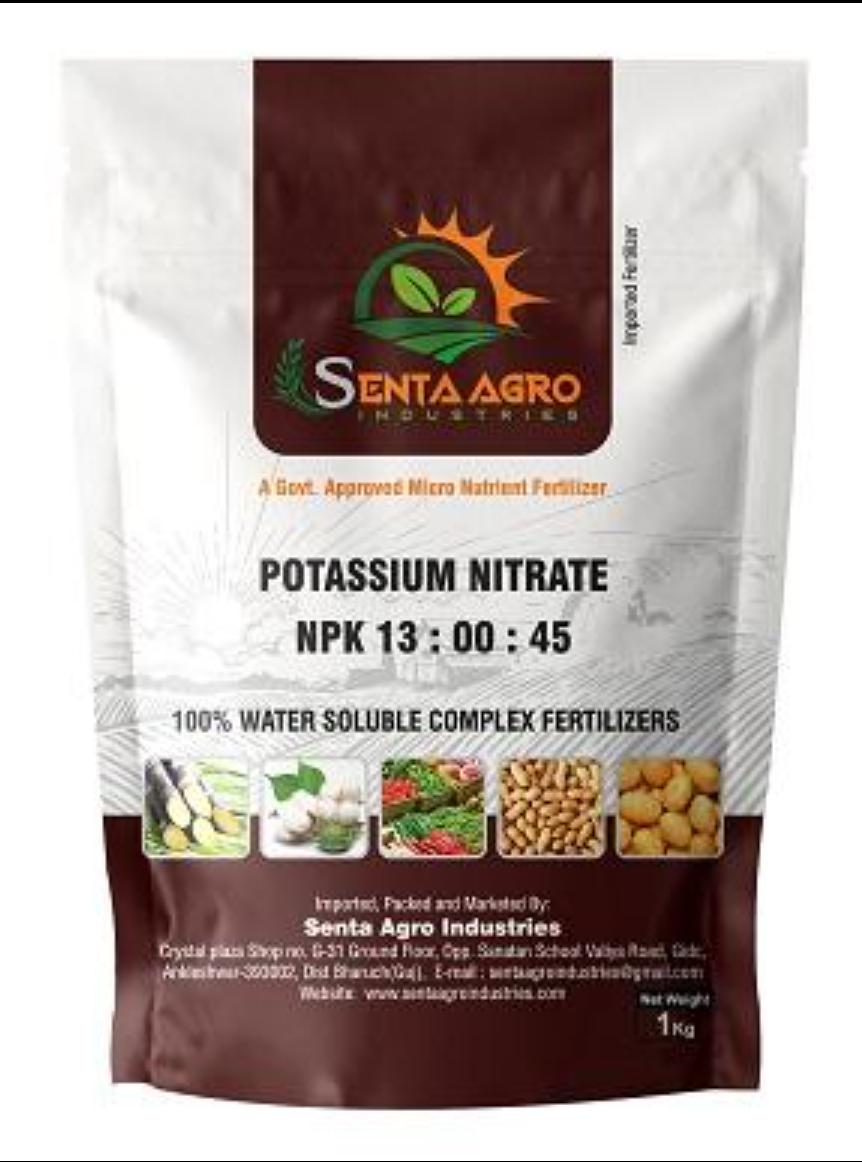 Imported Fertilizer
SENTA AGRO
INDUSTRIES
A Govt. Approved Micro Nutrient Fertilizer
POTASSIUM NITRATE
NPK 13 : 00 : 45
100% WATER SOLUBLE COMPLEX FERTILIZERS
Imported, Packed and Marketed By:
Senta Agro Industries
Crystal plaza Shop no. G-31 Ground Floor, Opp. Sanatan School Valiya Road, Gidc,
Ankleshwar-393002, Dist Bharuch(Guj). E-mail : sentaagroindustries@gmail.com
Website: www.sentaagroindustries.com
Net Weight
1Kg